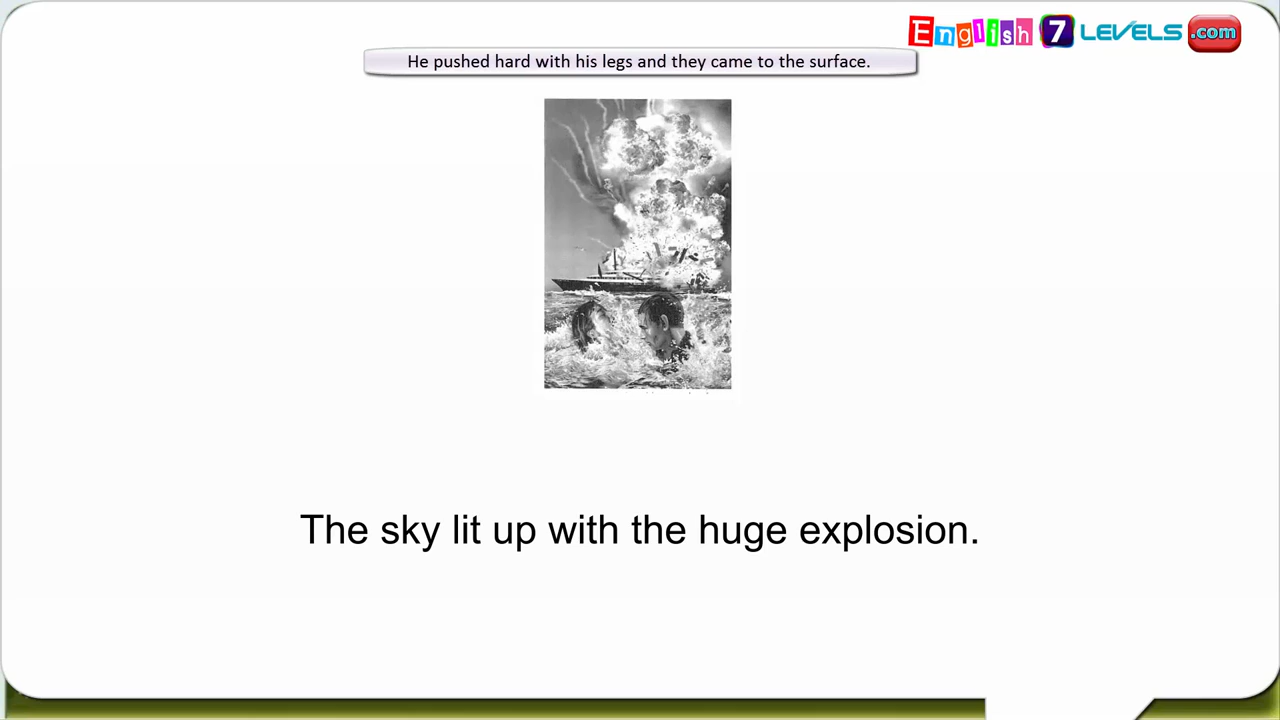 English 7 LEVELS .com
He pushed hard with his legs and they came to the surface.
The sky lit up with the huge explosion.